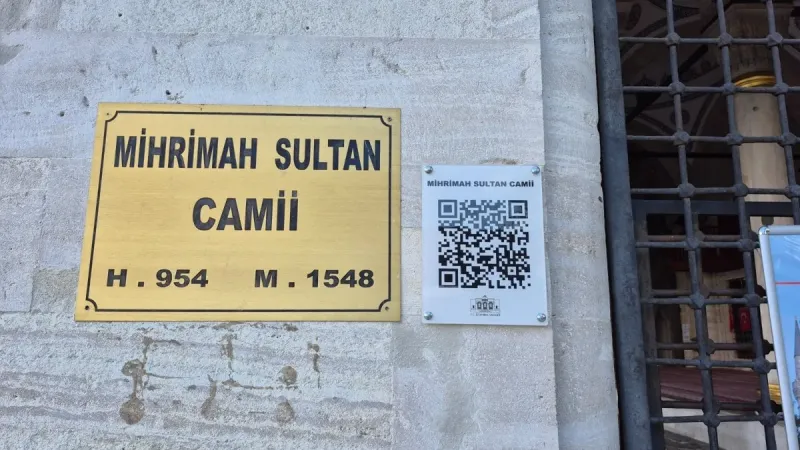 MİHRİMAH SULTAN
CAMİİ
H . 954 M . 1548
MİHRİMAH SULTAN CAMİİ